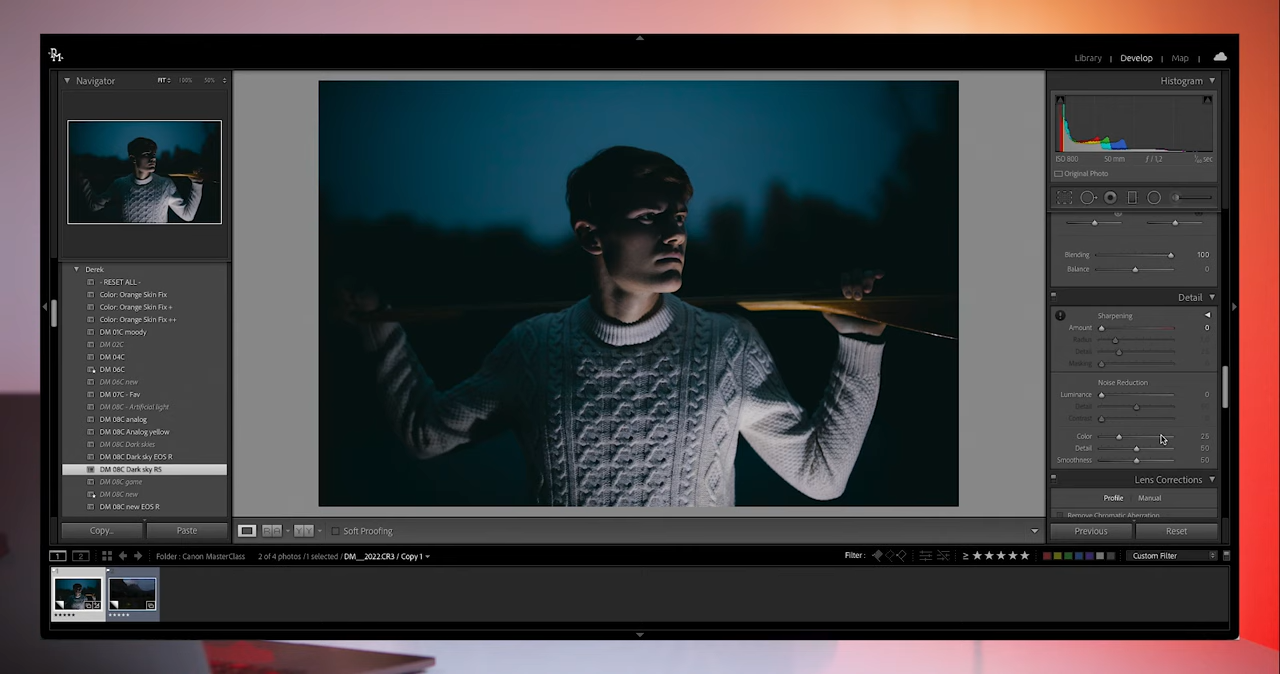 Library | Develop | Map |
Navigator FIT 100% 50%
Histogram
ISO 800 50 mm ƒ / 1,2
Original Photo
Blending 100
Balance 0
Detail
Sharpening
Amount 0
Radius
Detail
Masking
Noise Reduction
Luminance 0
Detail
Contrast
Color 25
Detail 50
Smoothness 50
Lens Corrections
Profile Manual
Remove Chromatic Aberration
Previous Reset
Derek
- RESET ALL -
Color: Orange Skin Fix
Color: Orange Skin Fix +
Color: Orange Skin Fix ++
DM 01C moody
DM 02C
DM 04C
DM 06C
DM 06C new
DM 07C - Fav
DM 08C - Artificial light
DM 08C analog
DM 08C Analog yellow
DM 08C Dark skies
DM 08C Dark sky EOS R
DM 08C Dark sky R5
DM 08C game
DM 08C new
DM 08C new EOS R
Copy... Paste
Soft Proofing
1 2 Folder : Canon MasterClass 2 of 4 photos / 1 selected / DM__2022.CR3 / Copy 1 Filter : ≥ ★★★★★ Custom Filter